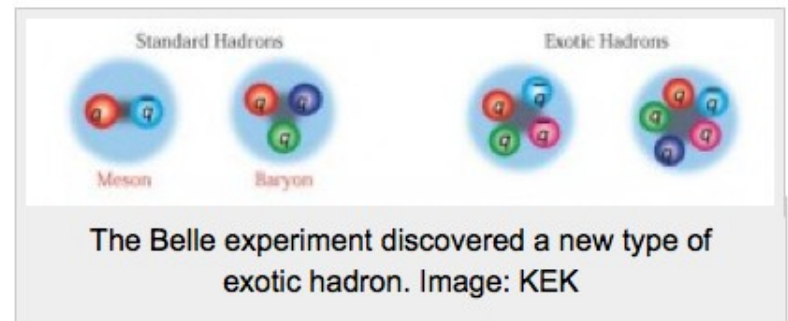 Standard Hadrons
Exotic Hadrons
q q̅
q q q
q q̅ q q̅
q q̅ q q q
Meson
Baryon
The Belle experiment discovered a new type of
exotic hadron. Image: KEK